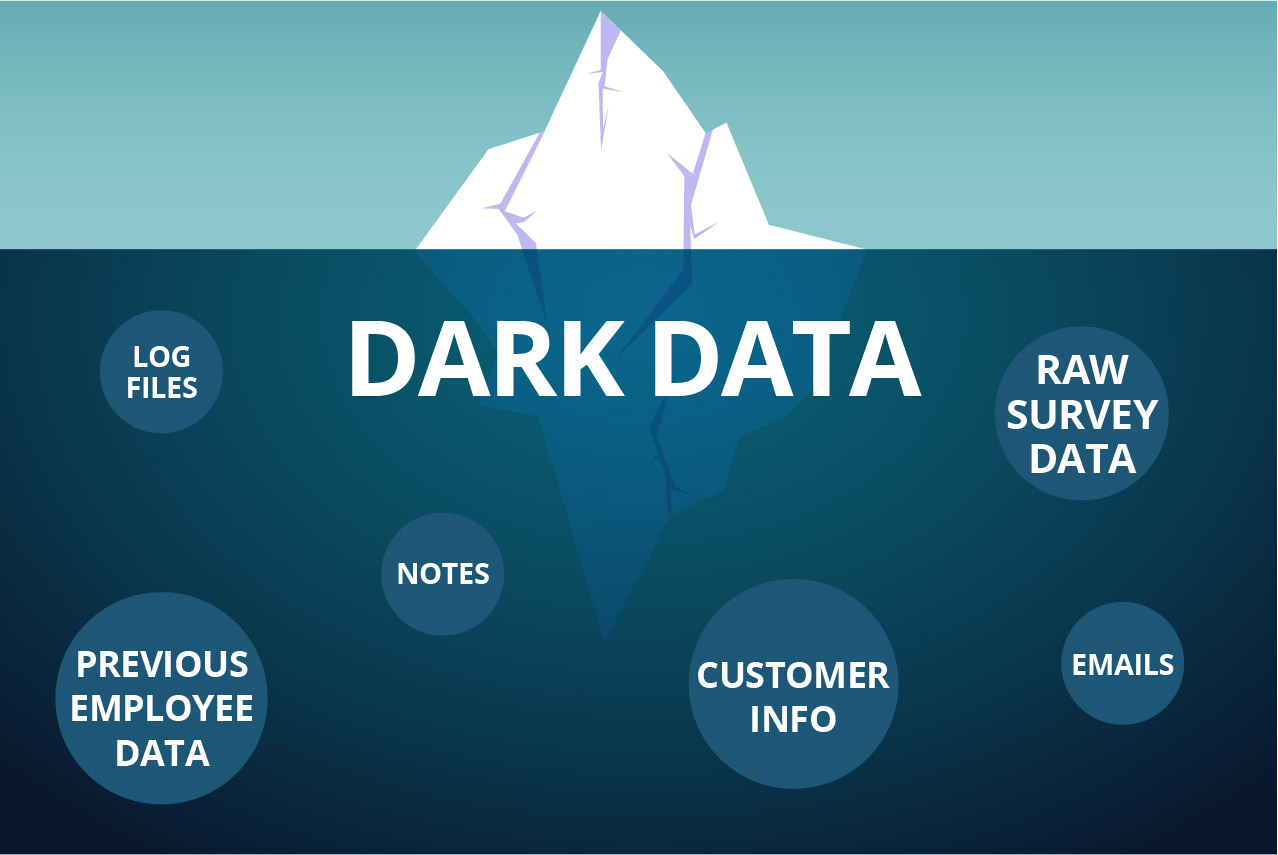 DARK DATA
LOG
FILES
RAW
SURVEY
DATA
NOTES
PREVIOUS
EMPLOYEE
DATA
CUSTOMER
INFO
EMAILS